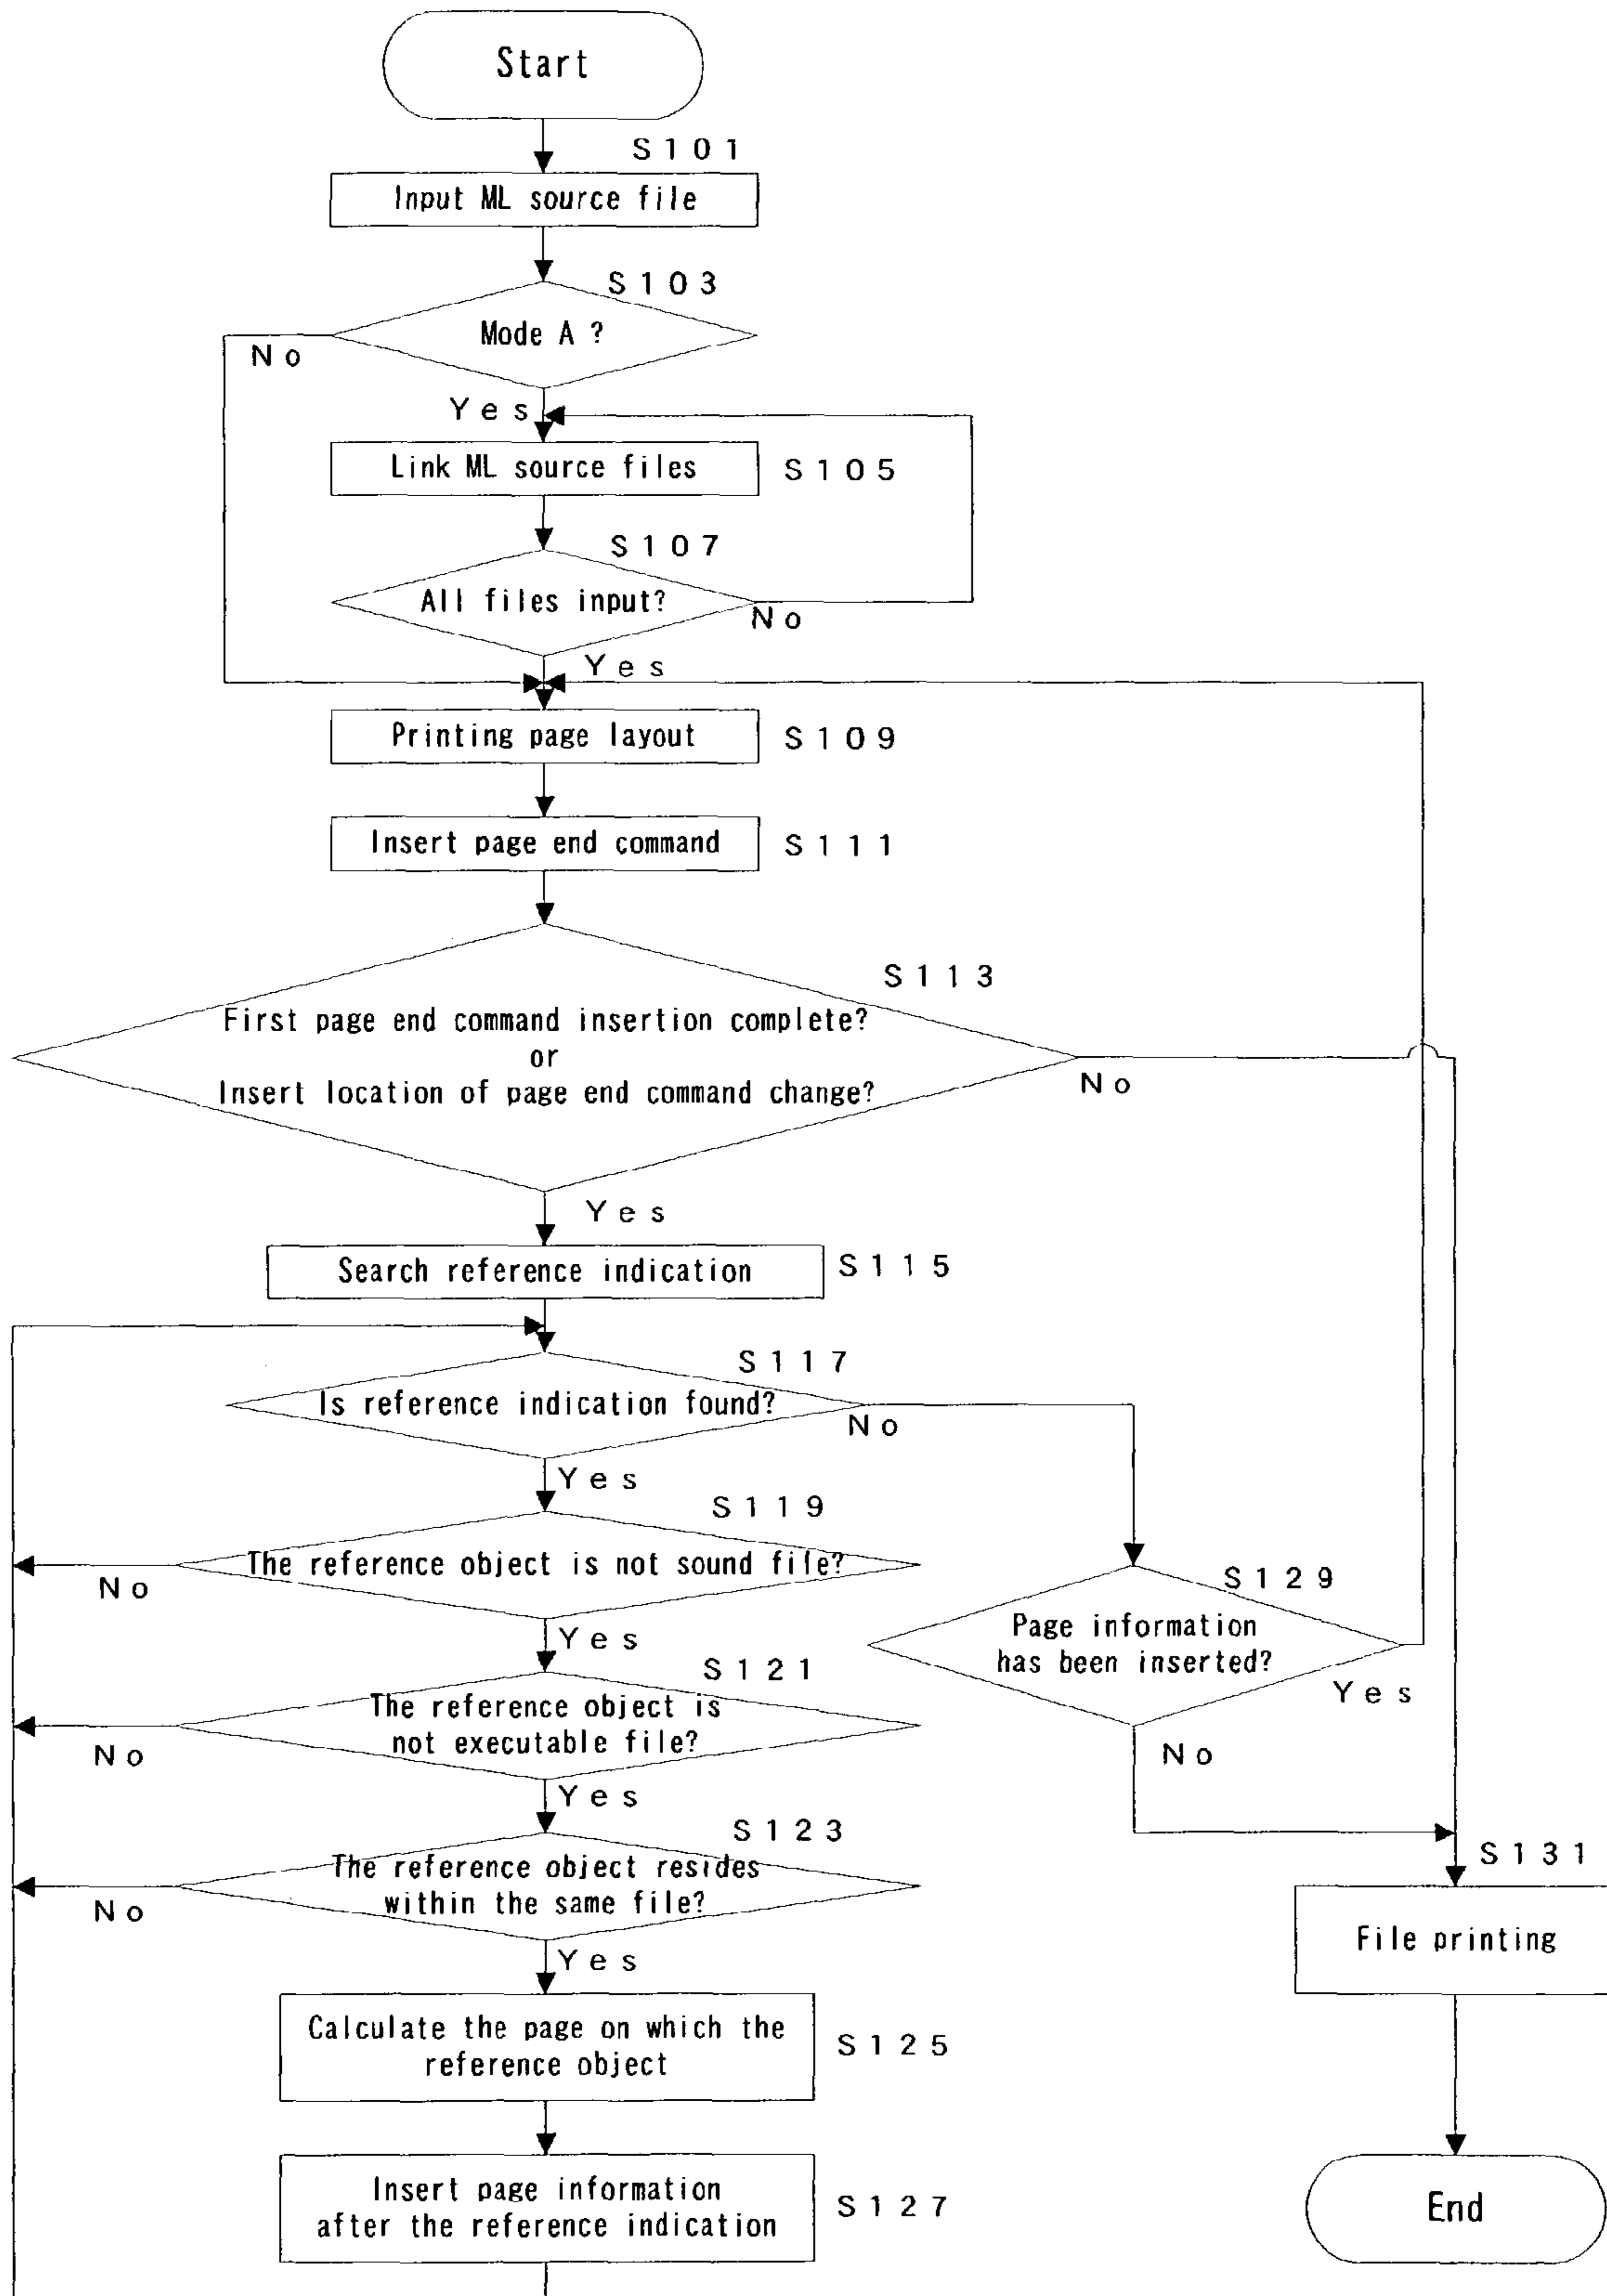 Start
S101
Input ML source file
S103
Mode A ?
No
Yes
Link ML source files
S105
S107
All files input?
No
Yes
Printing page layout
S109
Insert page end command
S111
S113
First page end command insertion complete?
or
Insert location of page end command change?
No
Yes
Search reference indication
S115
S117
Is reference indication found?
No
Yes
S119
The reference object is not sound file?
No
Yes
S129
Page information
has been inserted?
Yes
No
S121
The reference object is
not executable file?
No
Yes
S123
The reference object resides
within the same file?
No
Yes
S131
File printing
Calculate the page on which the
reference object
S125
Insert page information
after the reference indication
S127
End